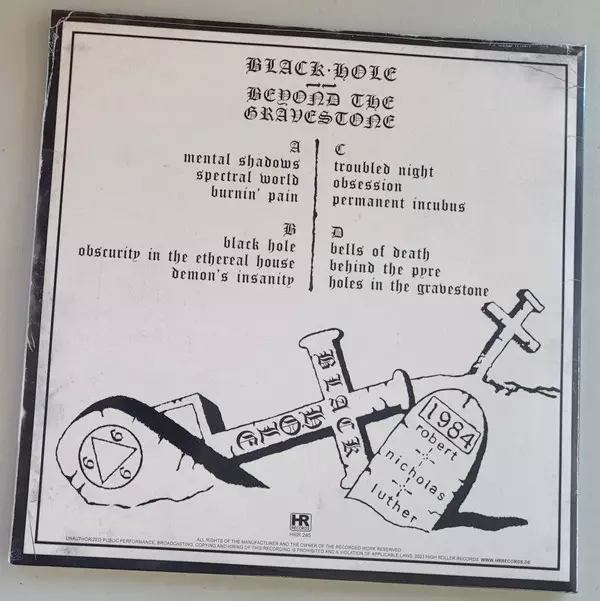 BLACK·HOLE
BEYOND THE
GRAVESTONE
A
mental shadows
spectral world
burnin' pain
C
troubled night
obsession
permanent incubus
B
black hole
obscurity in the ethereal house
demon's insanity
D
bells of death
behind the pyre
holes in the gravestone
BLACK
HOLE
6 6 6
1984
robert
nicholas
luther
HR
RECORDS
HRR 245
ALL RIGHTS OF THE MANUFACTURER AND THE OWNER OF THE RECORDED WORK RESERVED
UNAUTHORIZED PUBLIC PERFORMANCE, BROADCASTING, COPYING AND HIRING OF THIS RECORDING IS PROHIBITED AND A VIOLATION OF APPLICABLE LAWS. 2023 HIGH ROLLER RECORDS WWW.HRRECORDS.DE